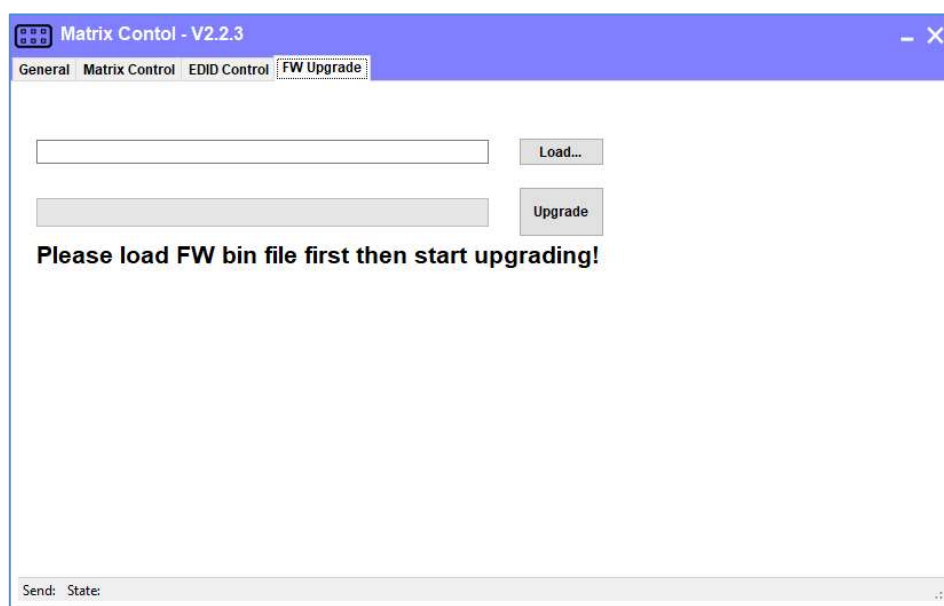 Matrix Contol - V2.2.3
General Matrix Control EDID Control FW Upgrade
Load...
Upgrade
Please load FW bin file first then start upgrading!
Send: State: